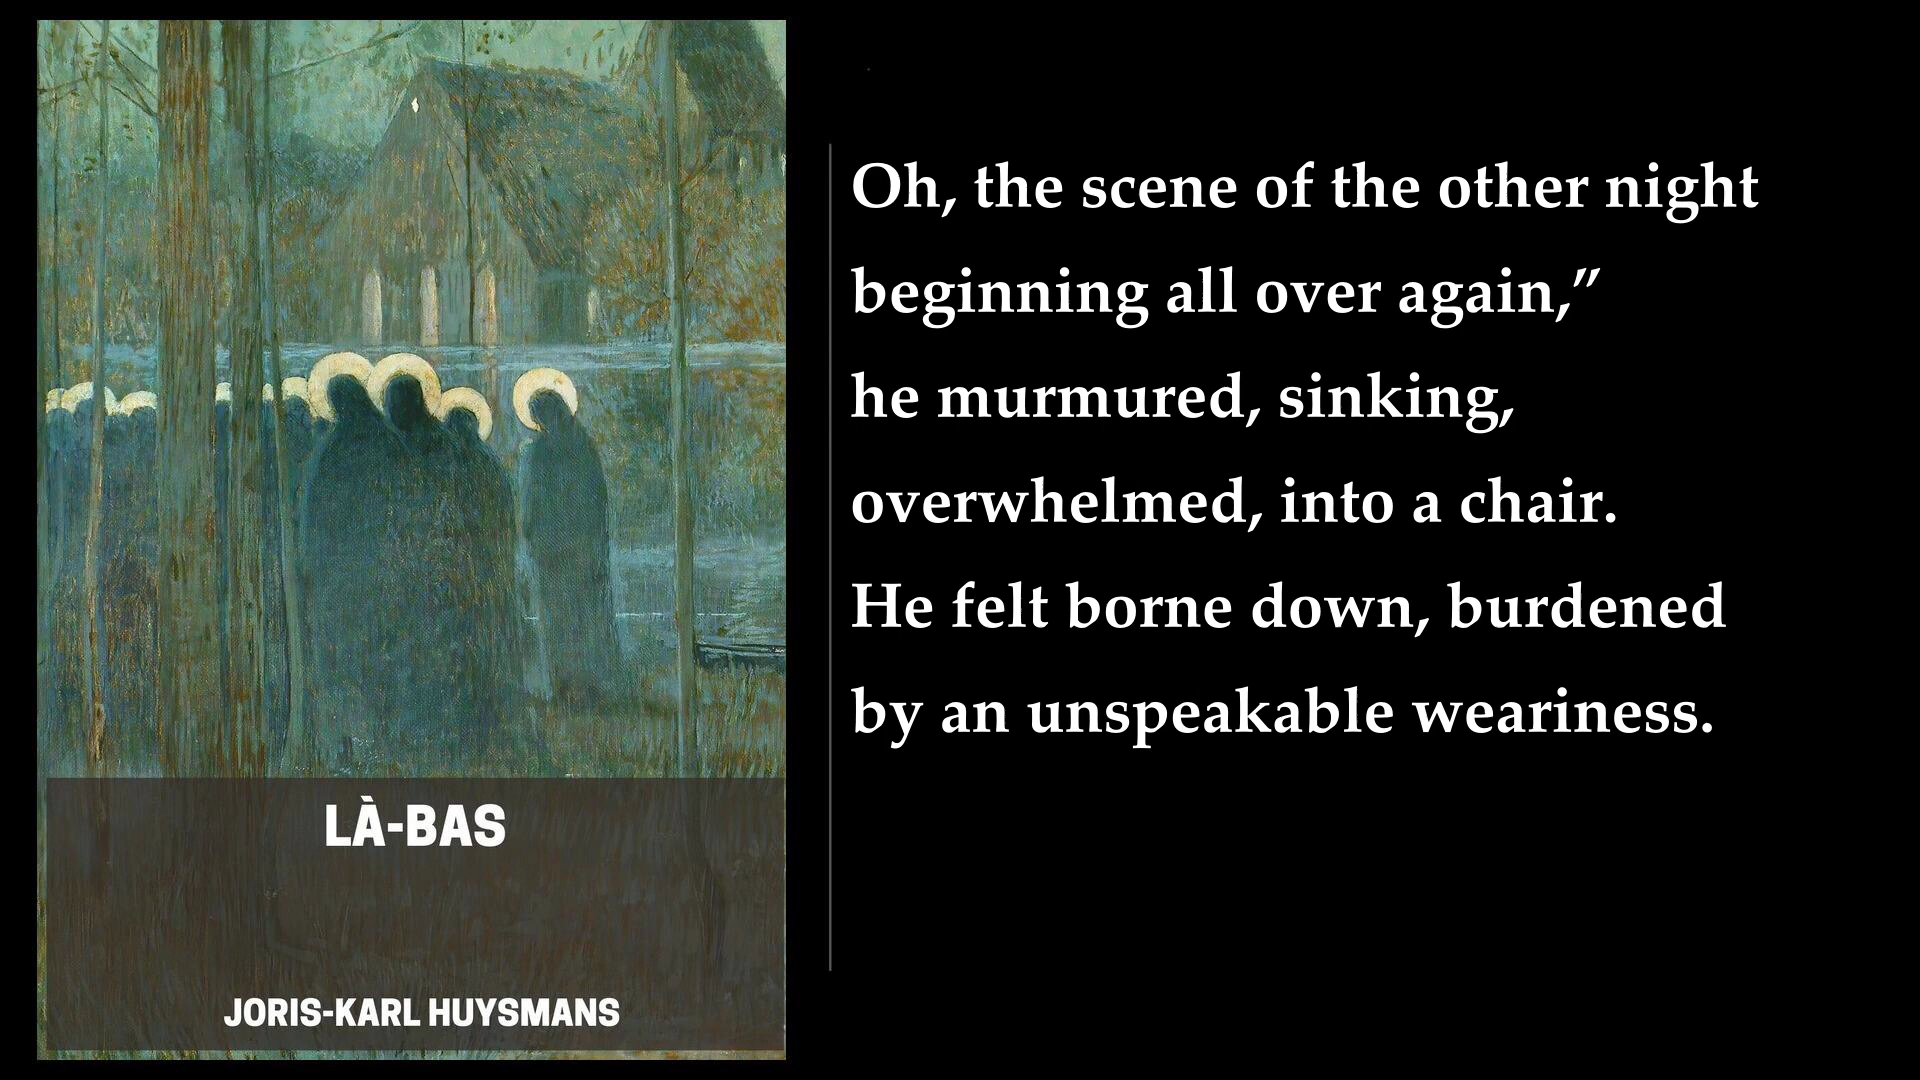 LÀ-BAS
JORIS-KARL HUYSMANS
Oh, the scene of the other night
beginning all over again,”
he murmured, sinking,
overwhelmed, into a chair.
He felt borne down, burdened
by an unspeakable weariness.